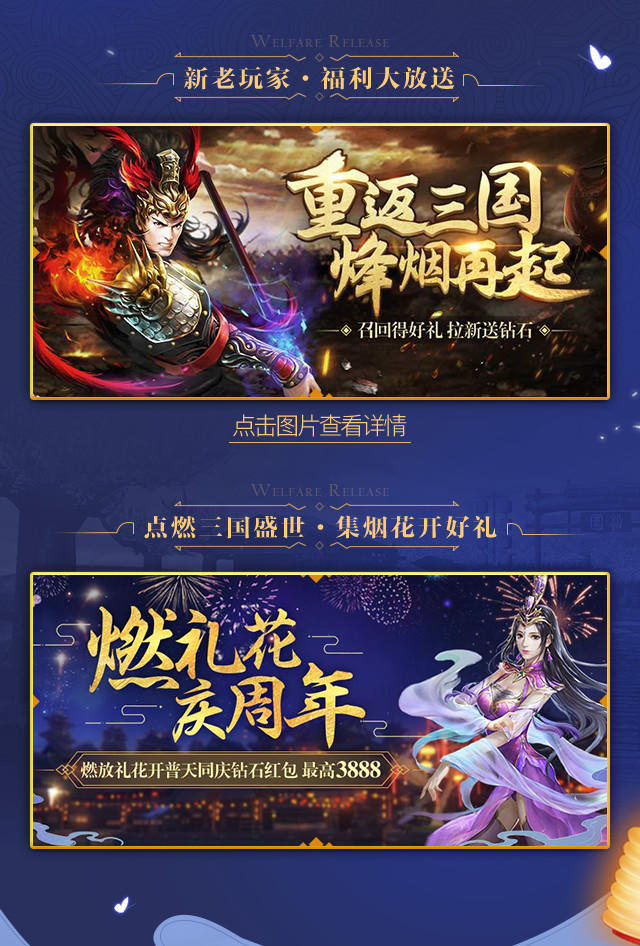 WELFARE RELEASE
新老玩家·福利大放送
重返三国
烽烟再起
召回得好礼 拉新送钻石
点击图片查看详情
WELFARE RELEASE
点燃三国盛世·集烟花开好礼
燃礼花
庆周年
燃放礼花开普天同庆钻石红包 最高3888